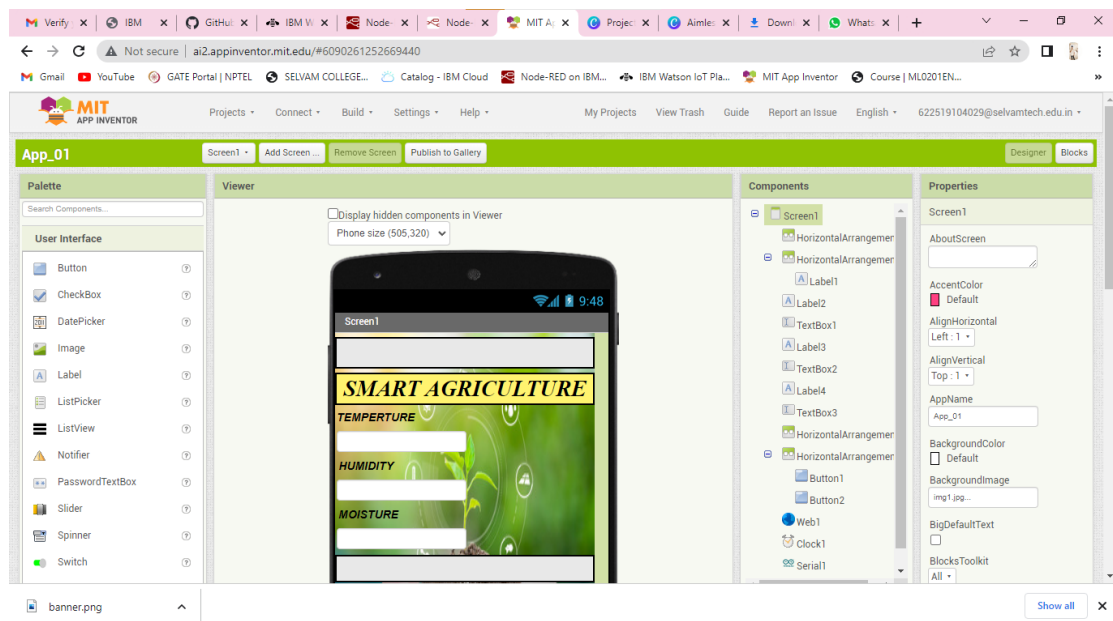 Verify
IBM
GitHub
IBM W
Node-
Node-
MIT Ap
Project
Aimles
Downl
Whats
Not secure | ai2.appinventor.mit.edu/#6090261252669440
Gmail YouTube GATE Portal | NPTEL SELVAM COLLEGE... Catalog - IBM Cloud Node-RED on IBM... IBM Watson IoT Pla... MIT App Inventor Course | ML0201EN... »
MIT
APP INVENTOR
Projects Connect Build Settings Help My Projects View Trash Guide Report an Issue English 622519104029@selvamtech.edu.in
App_01 Screen1 Add Screen ... Remove Screen Publish to Gallery Designer Blocks
Palette
Search Components...
User Interface
Button
CheckBox
DatePicker
Image
Label
ListPicker
ListView
Notifier
PasswordTextBox
Slider
Spinner
Switch
Viewer
Display hidden components in Viewer
Phone size (505,320)
9:48
Screen1
SMART AGRICULTURE
TEMPERTURE
HUMIDITY
MOISTURE
Components
Screen1
HorizontalArrangemen
HorizontalArrangemen
Label1
Label2
TextBox1
Label3
TextBox2
Label4
TextBox3
HorizontalArrangemen
HorizontalArrangemen
Button1
Button2
Web1
Clock1
Serial1
Properties
Screen1
AboutScreen
AccentColor
Default
AlignHorizontal
Left : 1
AlignVertical
Top : 1
AppName
App_01
BackgroundColor
Default
BackgroundImage
img1.jpg...
BigDefaultText
BlocksToolkit
All
banner.png
Show all